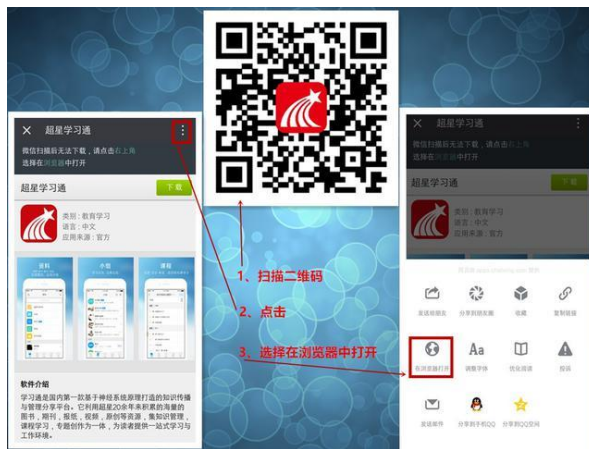 超星学习通
微信扫描后无法下载,请点击右上角
选择在浏览器中打开
超星学习通
下载
类别:教育学习
语言:中文
应用来源:官方
资料
小组
课程
软件介绍
学习通是国内第一款基于神经系统原理打造的知识传播
与管理分享平台。它利用超星20余年来积累的海量的
图书,期刊,报纸,视频,原创等资源,集知识管理,
课程学习,专题创作为一体,为读者提供一站式学习与
工作环境。
1、扫描二维码
2、点击
3、选择在浏览器中打开
超星学习通
微信扫描后无法下载,请点击右上角
选择在浏览器中打开
超星学习通
下载
类别:教育学习
语言:中文
应用来源:官方
发送给朋友
分享到朋友圈
收藏
复制链接
在浏览器打开
调整字体
优化阅读
投诉
发送邮件
分享到手机QQ
分享到QQ空间